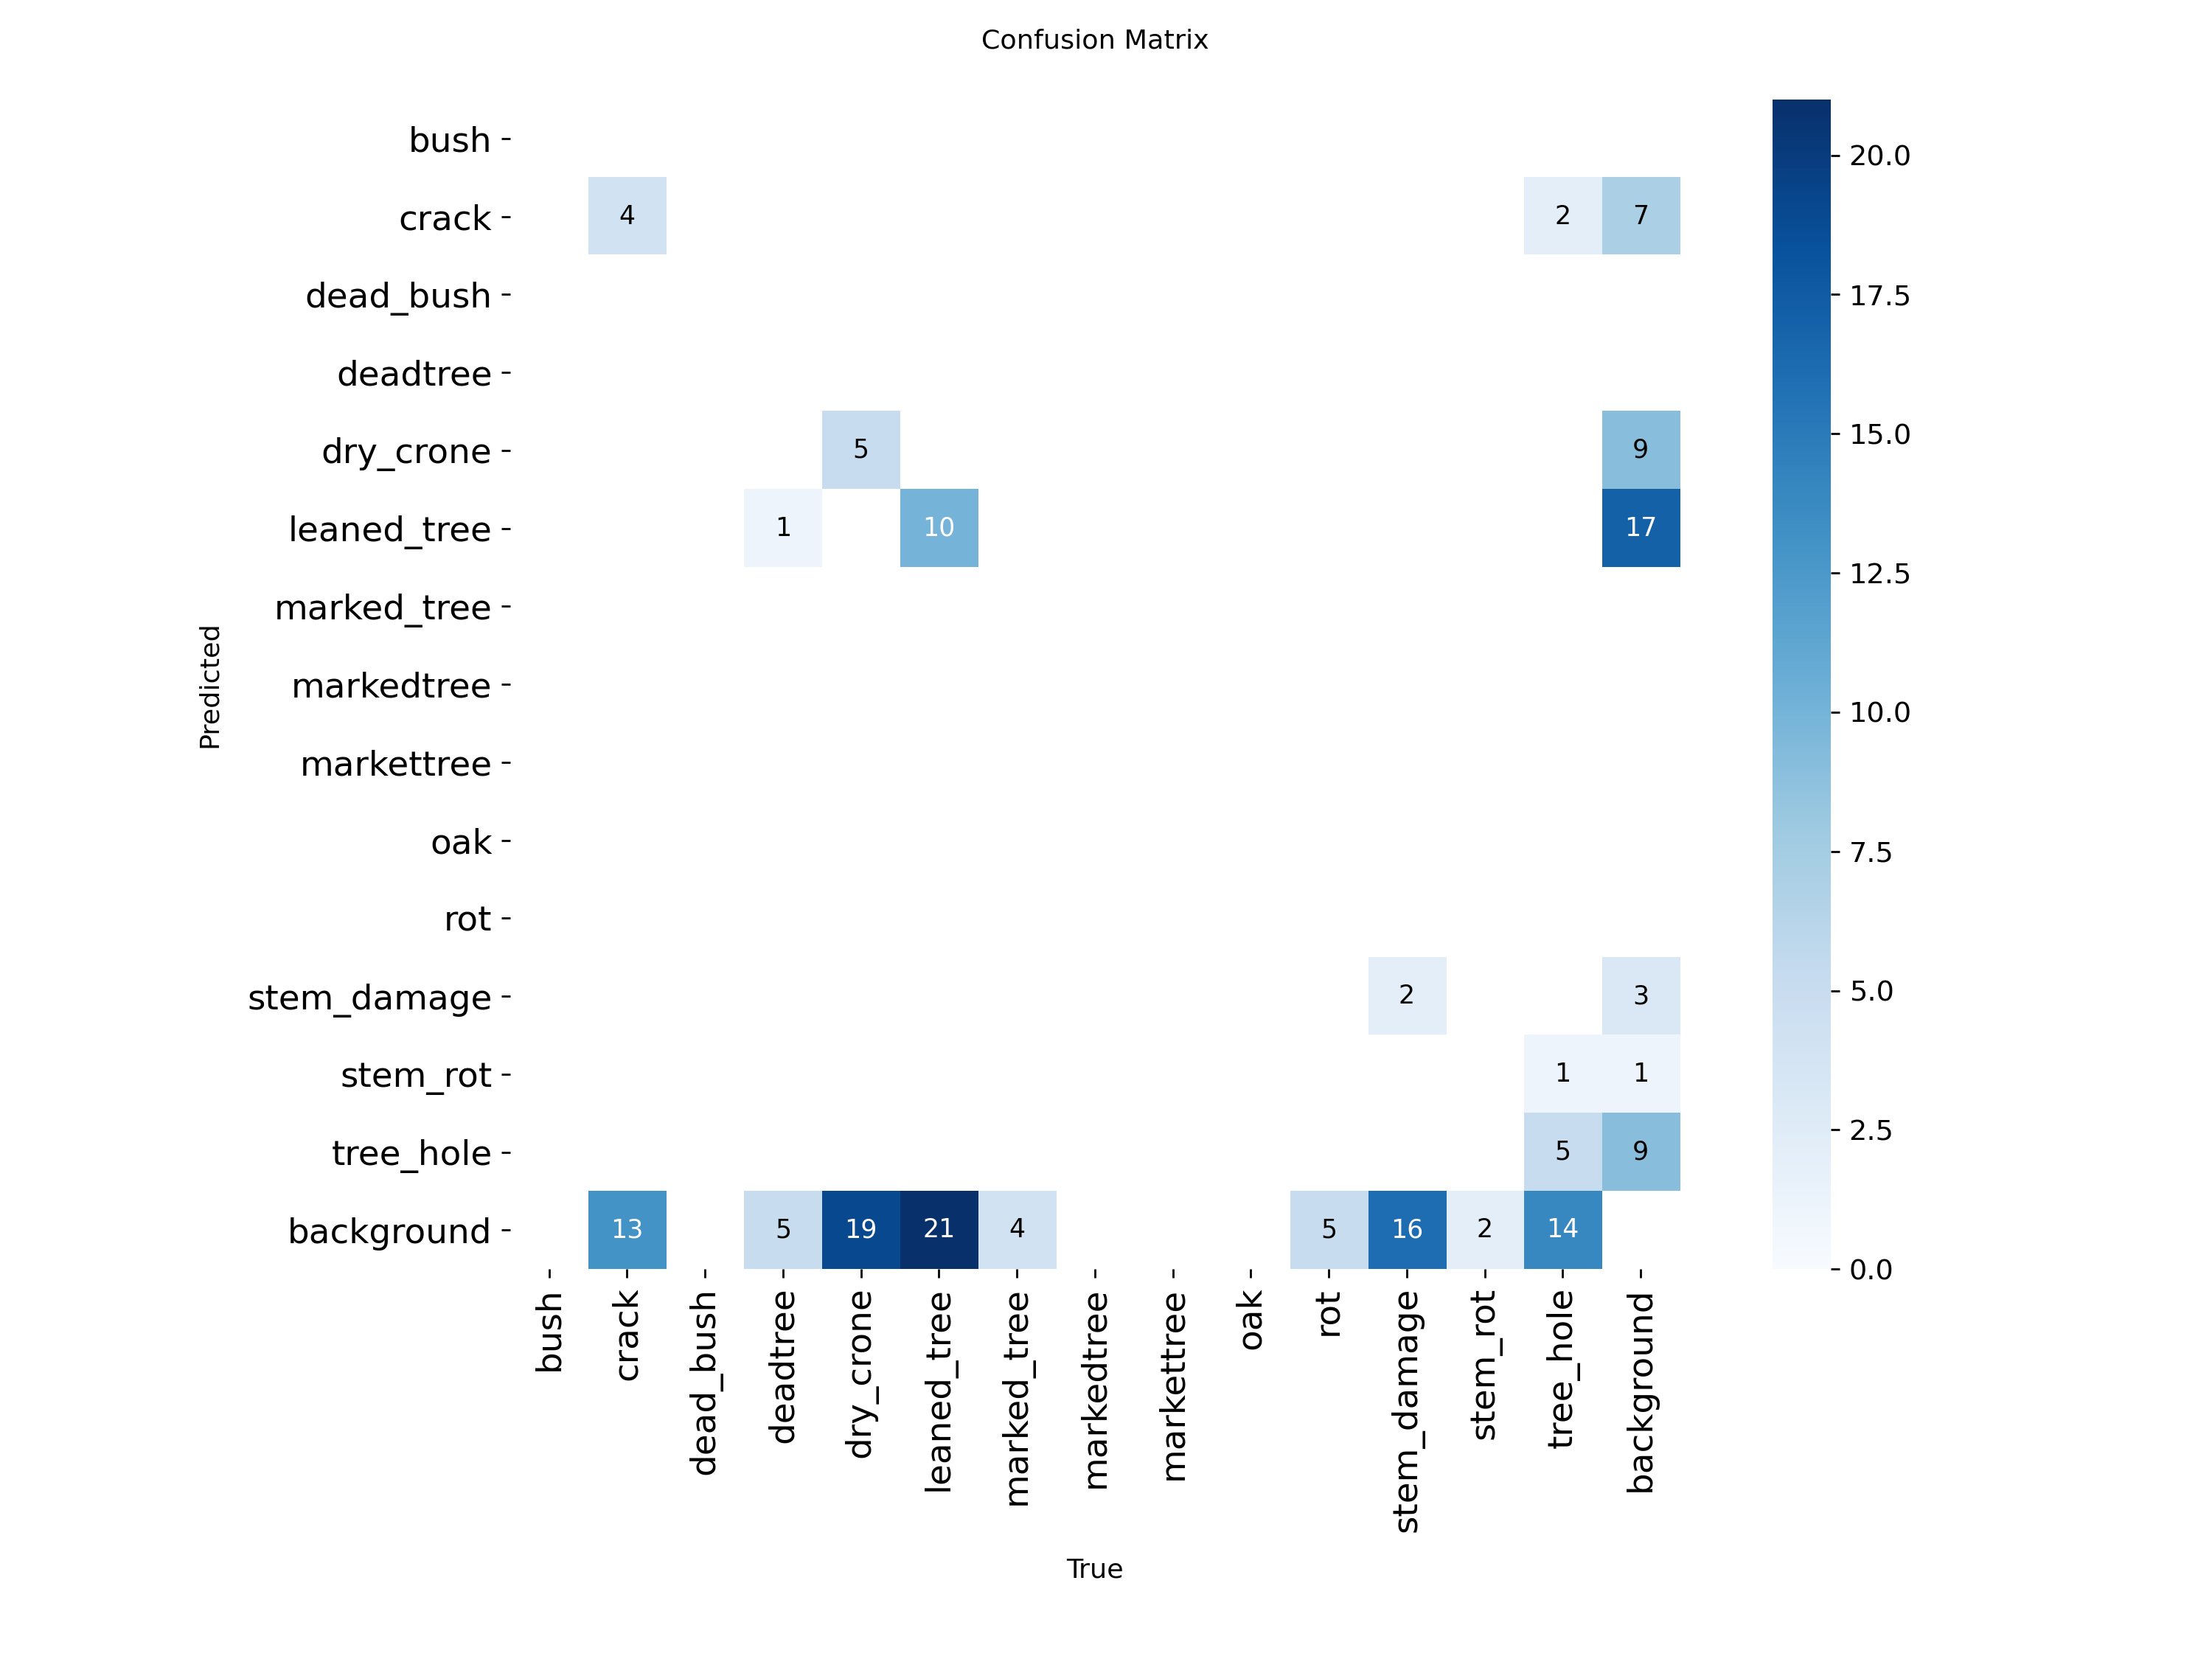 Confusion Matrix
bush
crack 4 2 7
dead_bush
deadtree
dry_crone 5 9
leaned_tree 1 10 17
marked_tree
markedtree
markettree
oak
rot
stem_damage 2 3
stem_rot 1 1
tree_hole 5 9
background 13 5 19 21 4 5 16 2 14
Predicted
bush
crack
dead_bush
deadtree
dry_crone
leaned_tree
marked_tree
markedtree
markettree
oak
rot
stem_damage
stem_rot
tree_hole
background
True
20.0
17.5
15.0
12.5
10.0
7.5
5.0
2.5
0.0